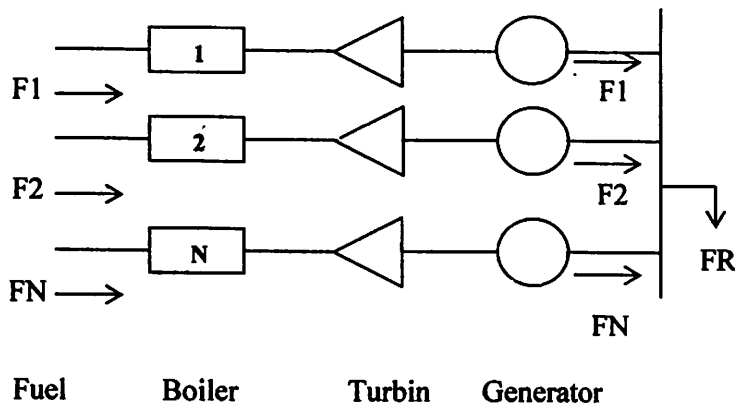 1
F1
F1
2
F2
F2
FR
N
FN
FN
Fuel Boiler Turbin Generator